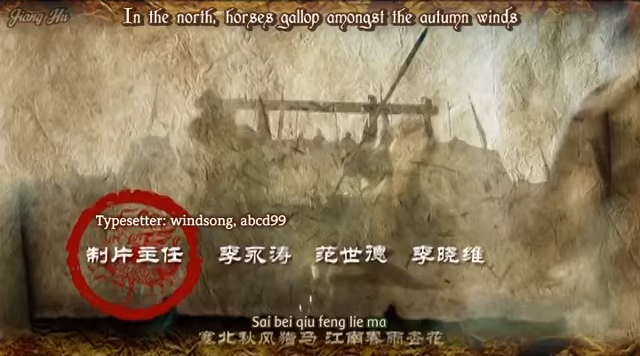 Jiang Hu
In the north, horses gallop amongst the autumn winds
Typesetter: windsong, abcd99
制片主任 李永涛 范世德 李晓维
Sai bei qiu feng lie ma
塞北秋风猎马 江南春雨杏花